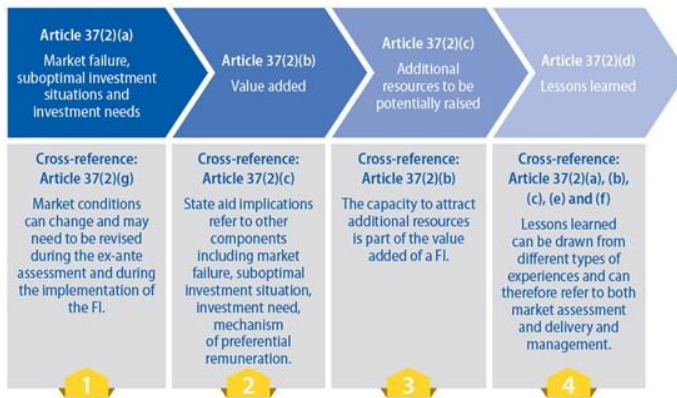 Article 37(2)(a)
Market failure,
suboptimal investment
situations and
investment needs
Article 37(2)(b)
Value added
Article 37(2)(c)
Additional
resources to be
potentially raised
Article 37(2)(d)
Lessons learned
Cross-reference:
Article 37(2)(g)
Market conditions
can change and may
need to be revised
during the ex-ante
assessment and during
the implementation of
the FI.
Cross-reference:
Article 37(2)(c)
State aid implications
refer to other
components
including market
failure, suboptimal
investment situation,
investment need,
mechanism
of preferential
remuneration.
Cross-reference:
Article 37(2)(b)
The capacity to attract
additional resources
is part of the value
added of a FI.
Cross-reference:
Article 37(2)(a), (b),
(c), (e) and (f)
Lessons learned
can be drawn from
different types of
experiences and can
therefore refer to both
market assessment
and delivery and
management.
1
2
3
4